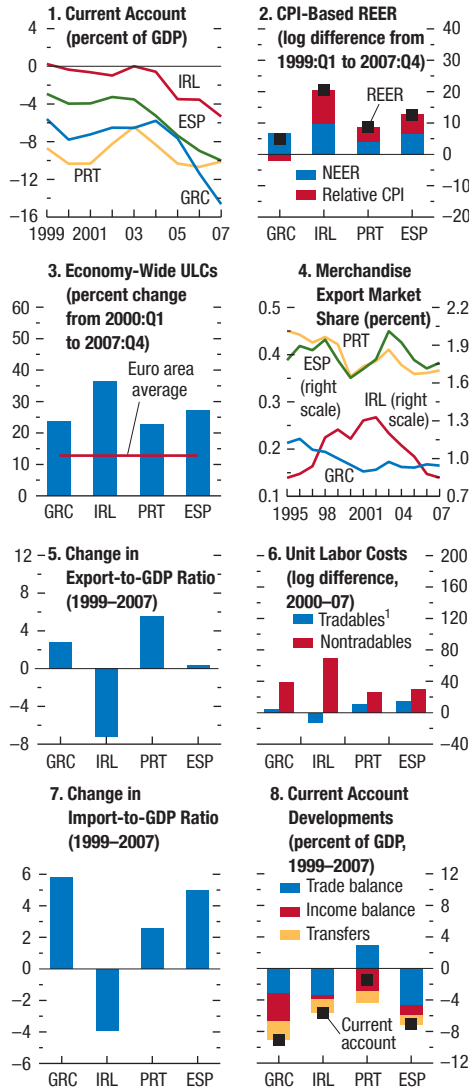 1. Current Account
(percent of GDP)
4
0
−4
−8
−12
−16
IRL
ESP
PRT
GRC
1999 2001 03 05 07
2. CPI-Based REER
(log difference from
1999:Q1 to 2007:Q4)
40
30
20
10
0
−10
−20
REER
NEER
Relative CPI
GRC IRL PRT ESP
3. Economy-Wide ULCs
(percent change
from 2000:Q1
to 2007:Q4)
60
50
40
30
20
10
0
Euro area
average
GRC IRL PRT ESP
4. Merchandise
Export Market
Share (percent)
0.5
0.4
0.3
0.2
0.1
2.2
1.9
1.6
1.3
1.0
0.7
PRT
ESP
(right
scale)
IRL (right
scale)
GRC
1995 98 2001 04 07
5. Change in
Export-to-GDP Ratio
(1999–2007)
12
8
4
0
−4
−8
GRC IRL PRT ESP
6. Unit Labor Costs
(log difference,
2000–07)
200
160
120
80
40
0
−40
Tradables1
Nontradables
GRC IRL PRT ESP
7. Change in
Import-to-GDP Ratio
(1999–2007)
6
4
2
0
−2
−4
−6
GRC IRL PRT ESP
8. Current Account
Developments
(percent of GDP,
1999–2007)
12
8
4
0
−4
−8
−12
Trade balance
Income balance
Transfers
Current
account
GRC IRL PRT ESP